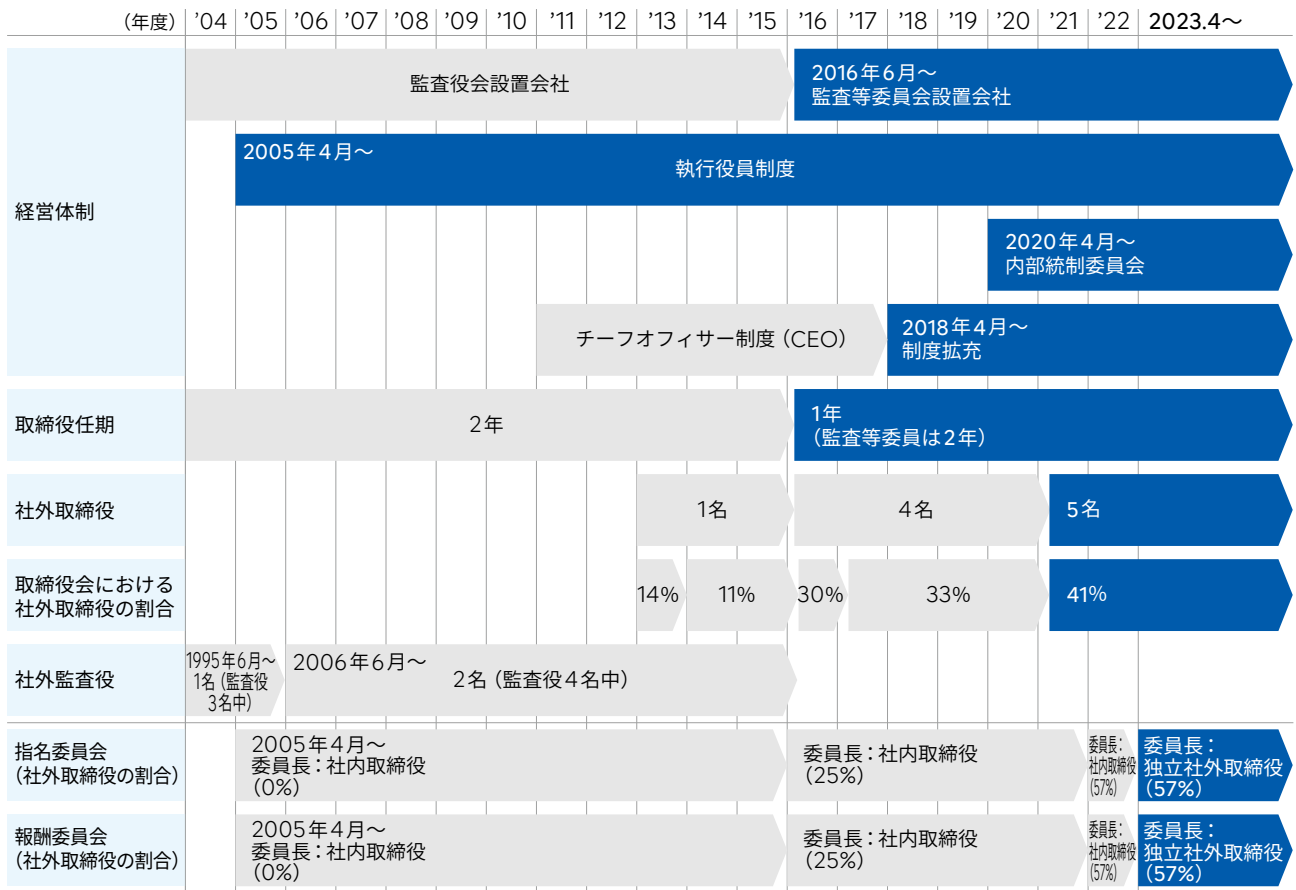 (年度) ’04 ’05 ’06 ’07 ’08 ’09 ’10 ’11 ’12 ’13 ’14 ’15 ’16 ’17 ’18 ’19 ’20 ’21 ’22 2023.4～
経営体制
監査役会設置会社
2016年6月～
監査等委員会設置会社
2005年4月～
執行役員制度
2020年4月～
内部統制委員会
チーフオフィサー制度（CEO）
2018年4月～
制度拡充
取締役任期
2年
1年
（監査等委員は2年）
社外取締役
1名
4名
5名
取締役会における
社外取締役の割合
14%
11%
30%
33%
41%
社外監査役
1995年6月～
1名（監査役
3名中）
2006年6月～
2名（監査役4名中）
指名委員会
（社外取締役の割合）
2005年4月～
委員長：社内取締役
(0%)
委員長：社内取締役
(25%)
委員長：
社内取締役
(57%)
委員長：
独立社外取締役
(57%)
報酬委員会
（社外取締役の割合）
2005年4月～
委員長：社内取締役
(0%)
委員長：社内取締役
(25%)
委員長：
社内取締役
(57%)
委員長：
独立社外取締役
(57%)